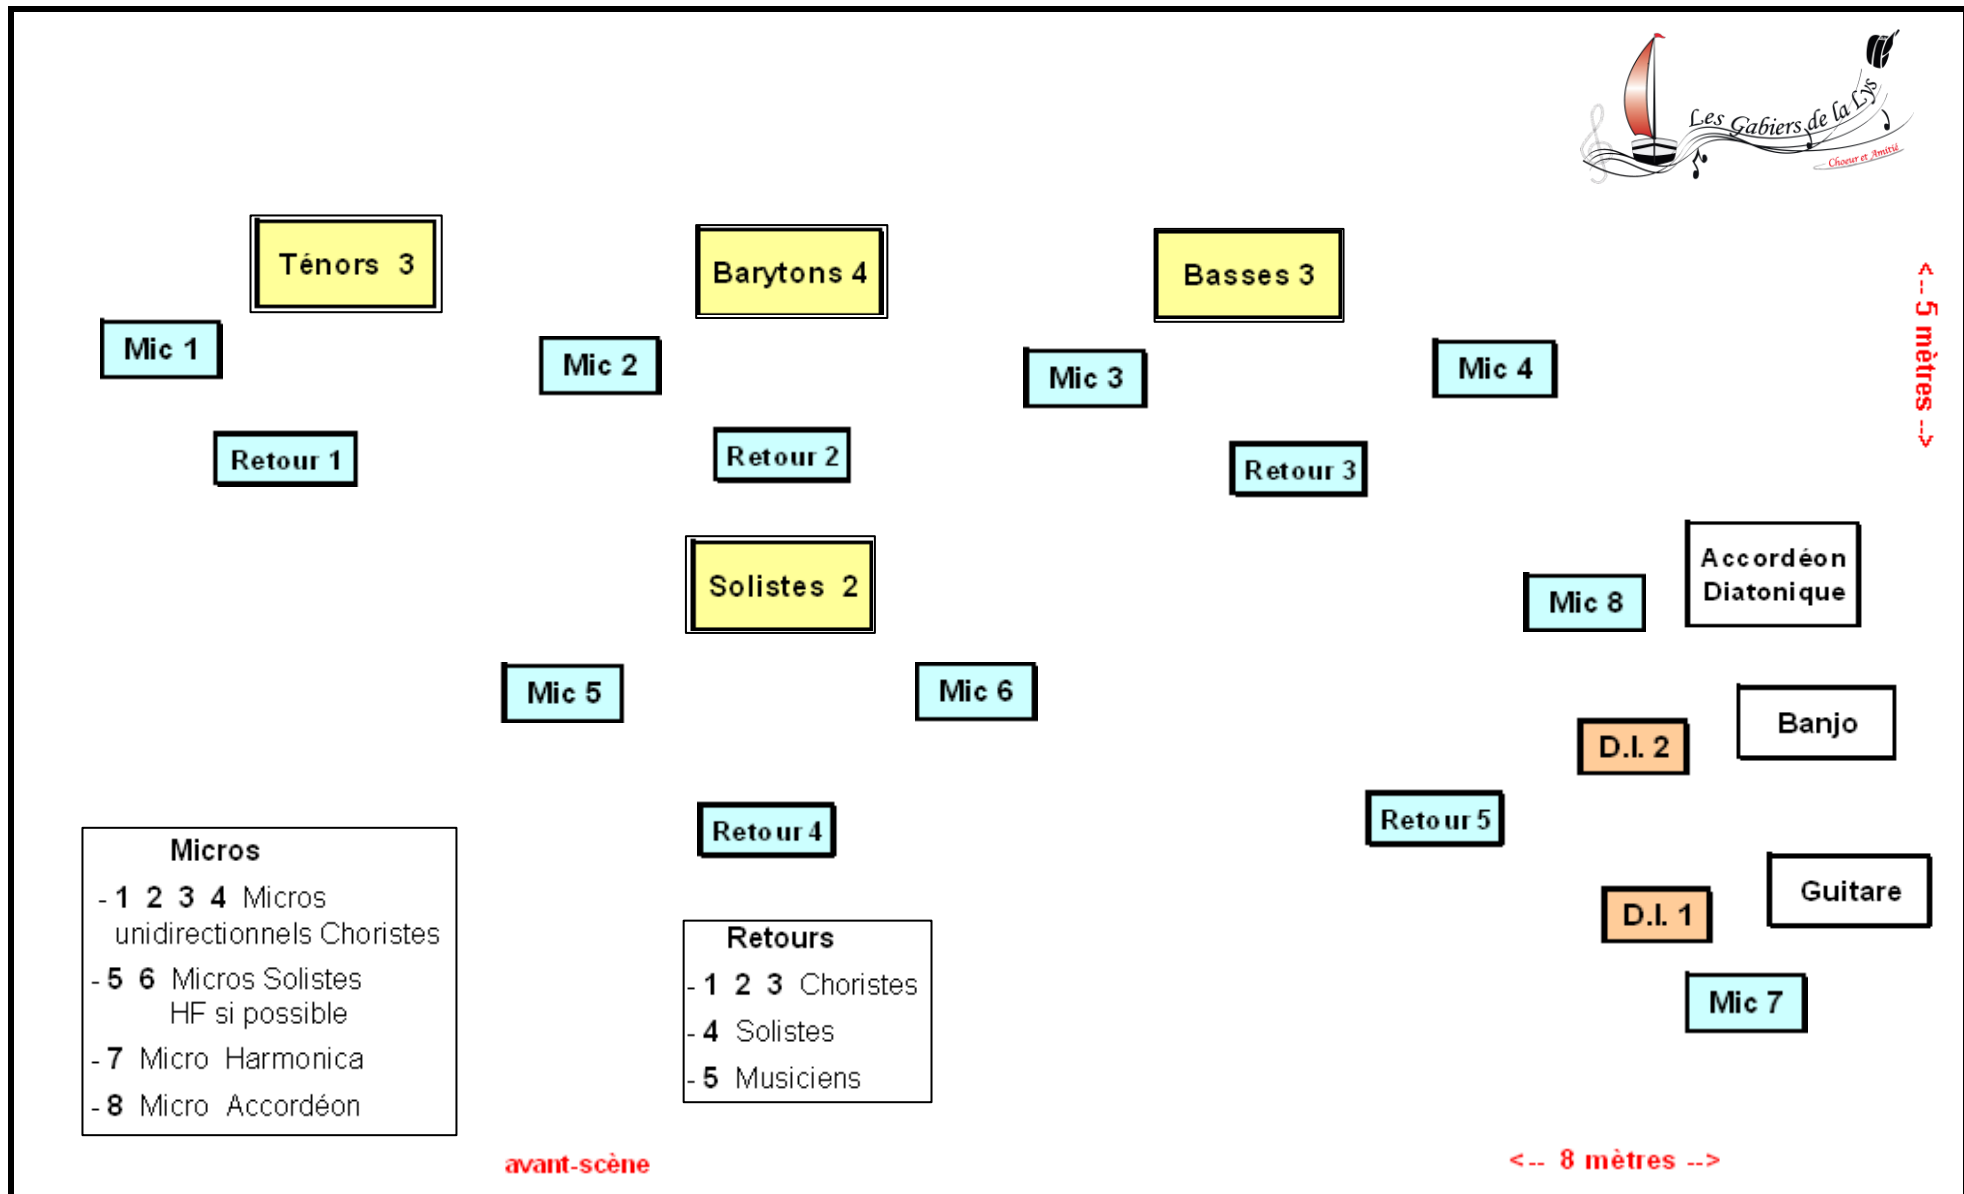 Les Gabiers de la Lys
Choeur et Amitié
Ténors 3
Barytons 4
Basses 3
<-- 5 mètres -->
Mic 1
Mic 2
Mic 3
Mic 4
Retour 1
Retour 2
Retour 3
Solistes 2
Accordéon
Diatonique
Mic 8
Mic 5
Mic 6
Banjo
D.I. 2
Retour 4
Retour 5
Guitare
D.I. 1
Mic 7
Micros
- 1 2 3 4 Micros
unidirectionnels Choristes
- 5 6 Micros Solistes
HF si possible
- 7 Micro Harmonica
- 8 Micro Accordéon
Retours
- 1 2 3 Choristes
- 4 Solistes
- 5 Musiciens
avant-scène
<-- 8 mètres -->